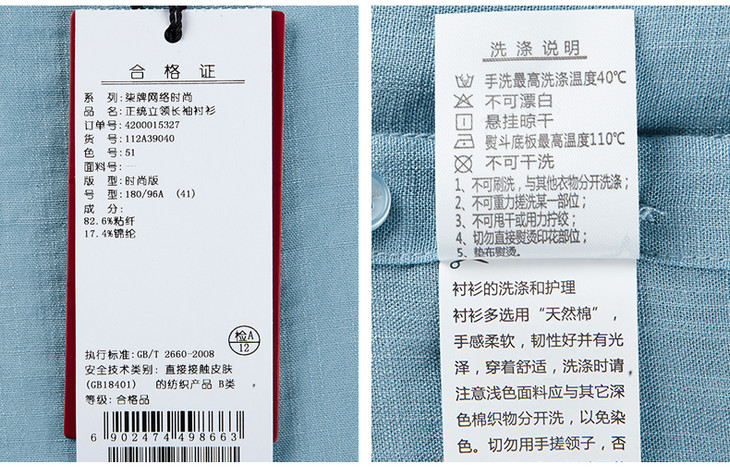 合格证
系 列: 柒牌网络时尚
品 名: 正统立领长袖衬衫
订单号: 4200015327
货 号: 112A39040
色 号: 51
面料号: —
版 型: 时尚版
号 型: 180/96A (41)
成 分:
82.6%粘纤
17.4%锦纶
检A
12
执行标准: GB/T 2660-2008
安全技术类别: 直接接触皮肤
(GB18401) 的纺织产品 B类
等级: 合格品
6 902474 498663
洗涤说明
手洗最高洗涤温度40℃
不可漂白
悬挂晾干
熨斗底板最高温度110℃
不可干洗
1、不可刷洗，与其他衣物分开洗涤；
2、不可重力搓洗某一部位；
3、不可甩干或用力拧绞；
4、切勿直接熨烫印花部位；
5、垫布熨烫。
衬衫的洗涤和护理
衬衫多选用“天然棉”，
手感柔软，韧性好并有光
泽，穿着舒适，洗涤时请
注意浅色面料应与其它深
色棉织物分开洗，以免染
色。切勿用手搓领子，否